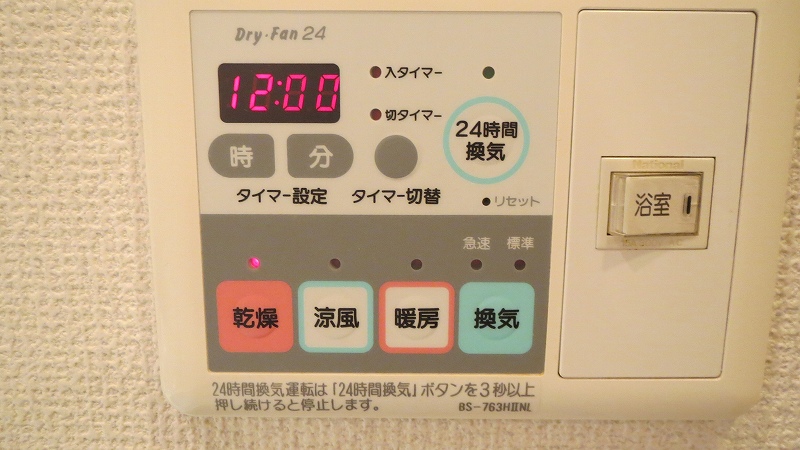 Dry・Fan 24
12:00
入タイマー
切タイマー
24時間
換気
時
分
タイマー設定
タイマー切替
リセット
急速
標準
乾燥
涼風
暖房
換気
24時間換気運転は「24時間換気」ボタンを3秒以上
押し続けると停止します。
BS-763HIINL
National
浴室